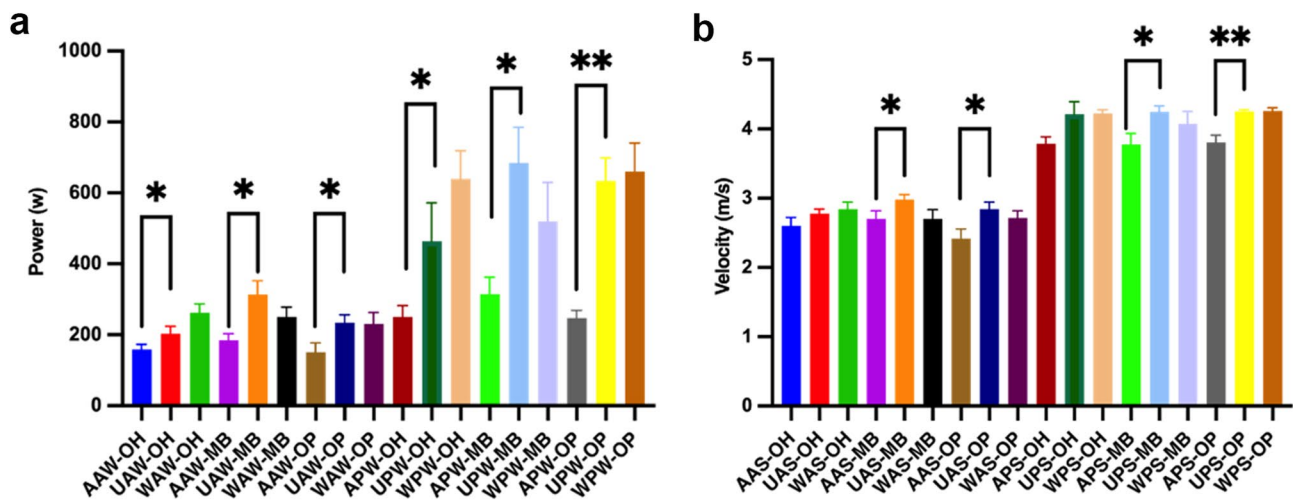 a
1000
800
600
400
200
0
Power (w)
AAW-OH
UAW-OH
WAW-OH
AAW-MB
UAW-MB
WAW-MB
AAW-OP
UAW-OP
WAW-OP
APW-OH
UPW-OH
WPW-OH
APW-MB
UPW-MB
WPW-MB
APW-OP
UPW-OP
WPW-OP
*
*
*
*
*
**
b
5
4
3
2
1
0
Velocity (m/s)
AAS-OH
UAS-OH
WAS-OH
AAS-MB
UAS-MB
WAS-MB
AAS-OP
UAS-OP
WAS-OP
APS-OH
UPS-OH
WPS-OH
APS-MB
UPS-MB
WPS-MB
APS-OP
UPS-OP
WPS-OP
*
*
*
**